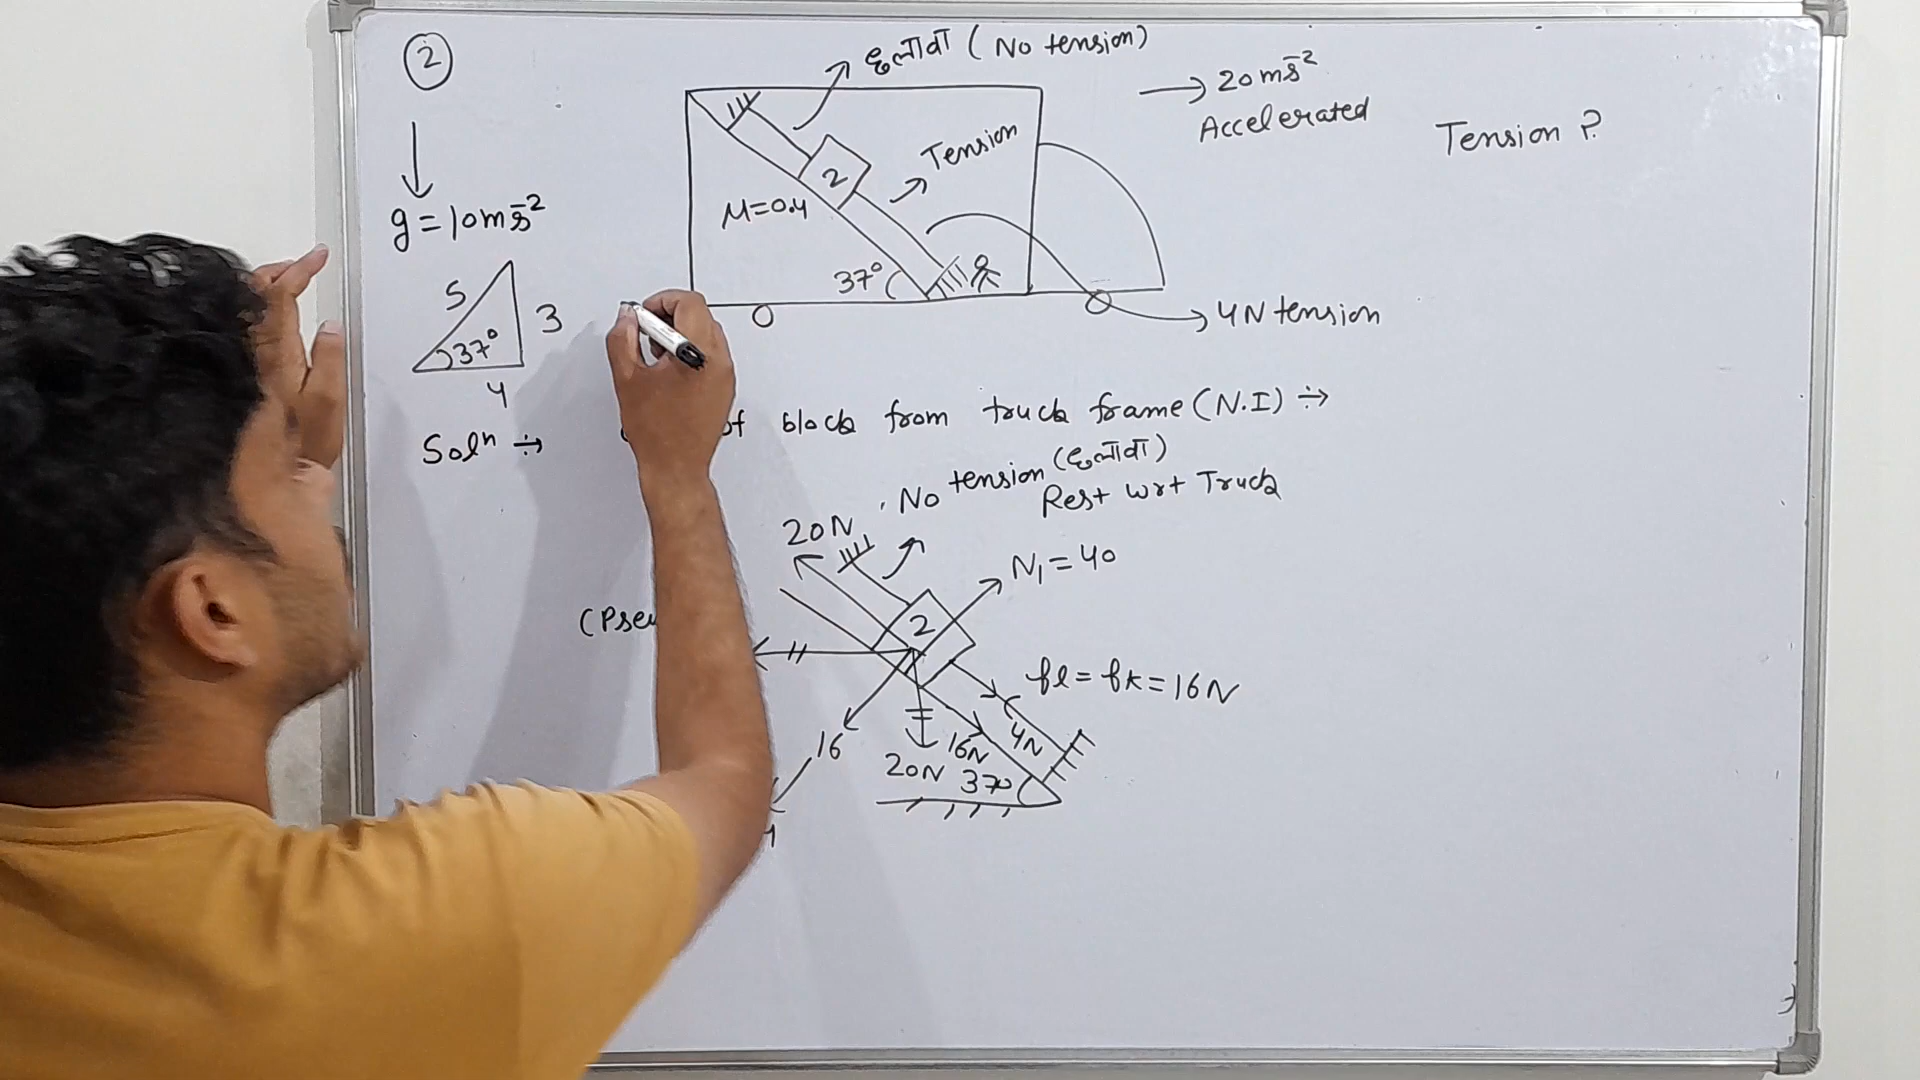 2
ढीलावा (No tension)
→ 20 ms⁻²
Accelerated
Tension ?
g = 10 ms⁻²
2
Tension
M=0.4
37°
→ 4N tension
5
3
37°
4
Solⁿ ÷
of block from truck frame (N.I) ÷
No tension (ढीलावा)
Rest wrt Truck
20N
N₁ = 40
(Pseu
2
fl = fk = 16N
16
4N
16N
20N
37°